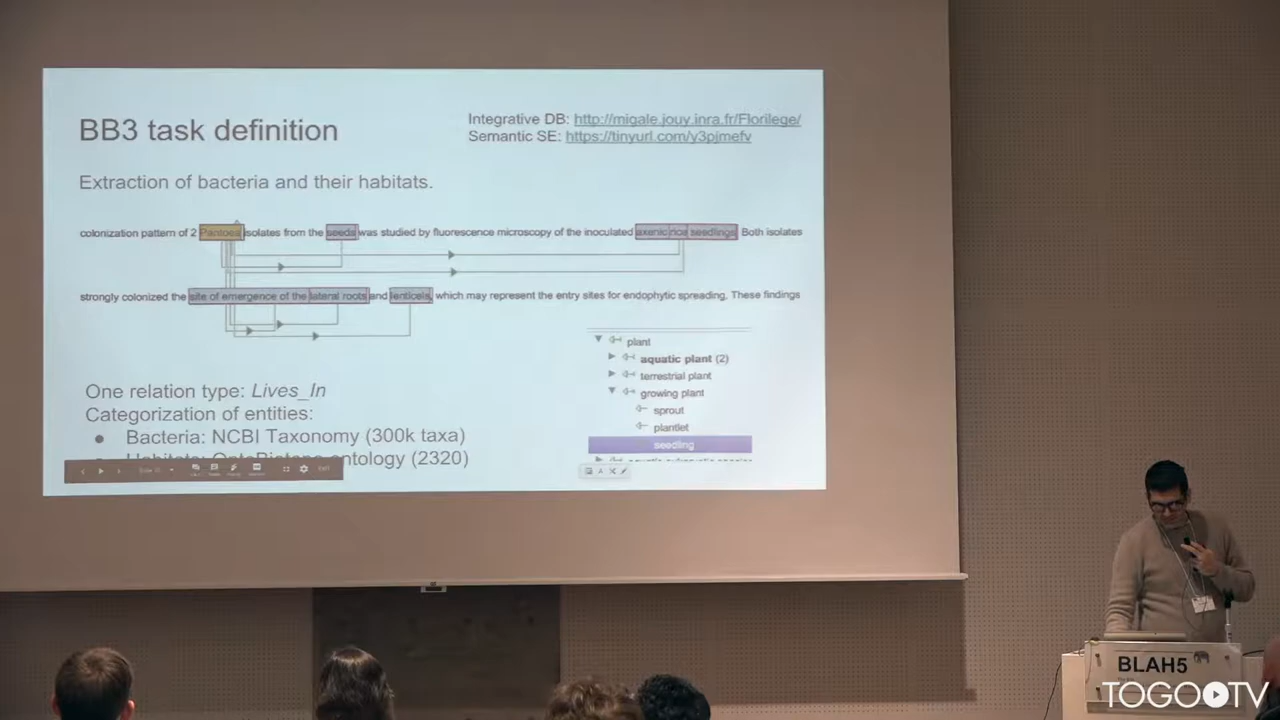 BB3 task definition
Integrative DB: http://migale.jouy.inra.fr/Florilege/
Semantic SE: https://tinyurl.com/y3pjmefv
Extraction of bacteria and their habitats.
colonization pattern of 2 Pantoea isolates from the seeds was studied by fluorescence microscopy of the inoculated axenic rice seedlings. Both isolates
strongly colonized the site of emergence of the lateral roots and lenticels, which may represent the entry sites for endophytic spreading. These findings
plant
aquatic plant (2)
terrestrial plant
growing plant
sprout
plantlet
seedling
One relation type: Lives_In
Categorization of entities:
● Bacteria: NCBI Taxonomy (300k taxa)
● Habitats: OntoBiotope ontology (2320)
BLAH5
TOGOTV